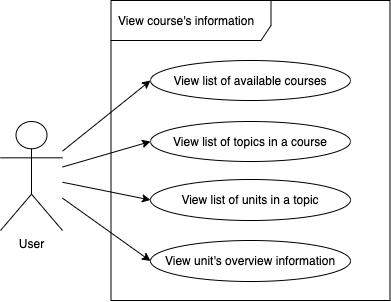 View course's information
View list of available courses
View list of topics in a course
View list of units in a topic
User
View unit's overview information